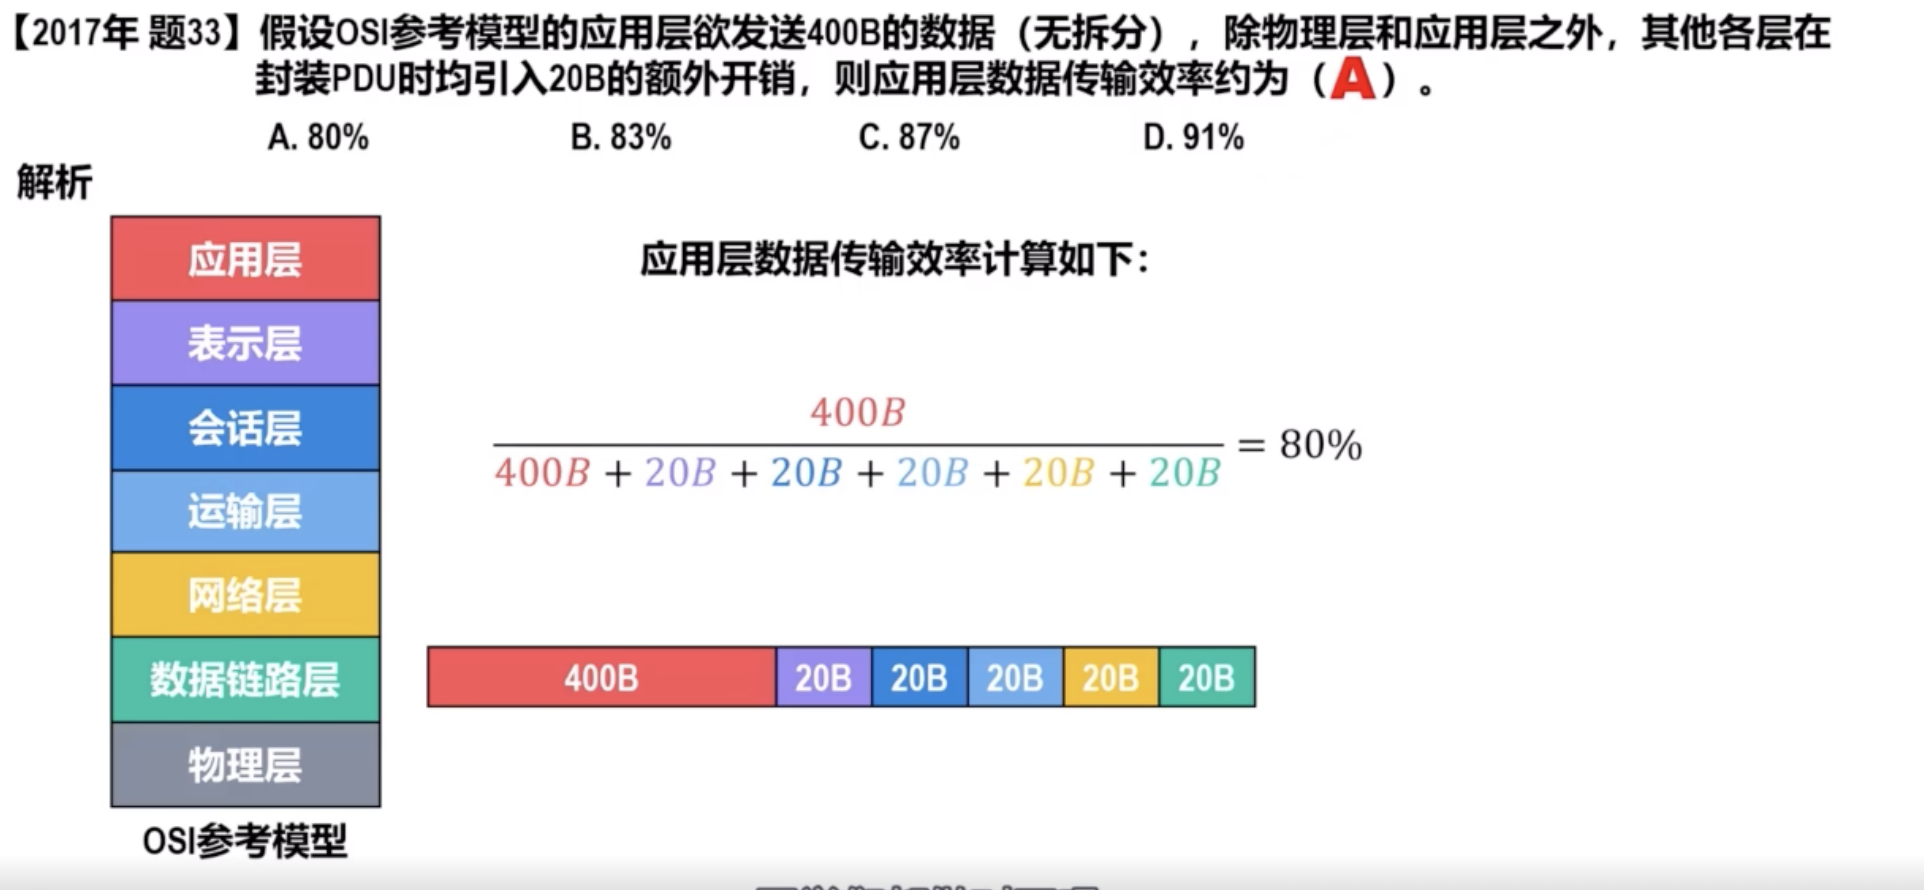 【2017年 题33】假设OSI参考模型的应用层欲发送400B的数据（无拆分），除物理层和应用层之外，其他各层在
封装PDU时均引入20B的额外开销，则应用层数据传输效率约为（A）。
A. 80% B. 83% C. 87% D. 91%
解析
应用层
表示层
会话层
运输层
网络层
数据链路层
物理层
OSI参考模型
应用层数据传输效率计算如下：
400B
400B + 20B + 20B + 20B + 20B + 20B
= 80%
400B 20B 20B 20B 20B 20B